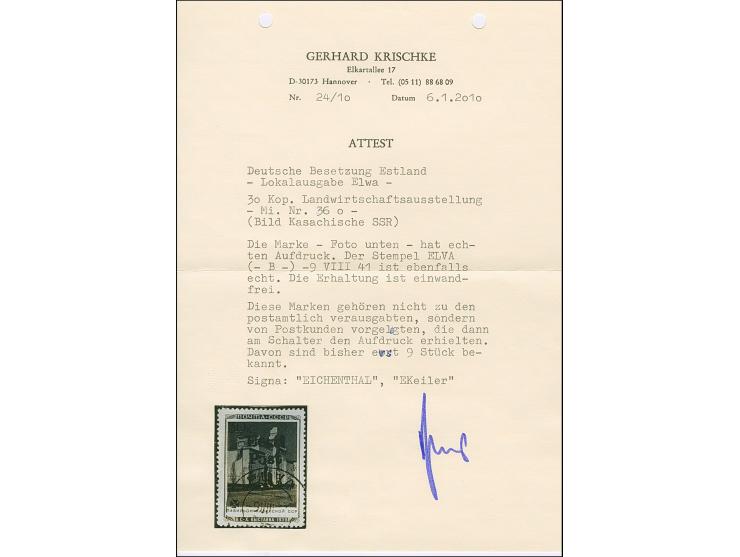 GERHARD KRISCHKE
Elkartallee 17
D-30173 Hannover · Tel. (05 11) 88 68 09
Nr. 24/10 Datum 6.1.2010
ATTEST
Deutsche Besetzung Estland
- Lokalausgabe Elwa -
30 Kop. Landwirtschaftsausstellung
- Mi. Nr. 36 o -
(Bild Kasachische SSR)
Die Marke - Foto unten - hat ech-
ten Aufdruck. Der Stempel ELVA
(- B -) -9 VIII 41 ist ebenfalls
echt. Die Erhaltung ist einwand-
frei.
Diese Marken gehören nicht zu den
postamtlich verausgabten, sondern
von Postkunden vorgelegten, die dann
am Schalter den Aufdruck erhielten.
Davon sind bisher erst 9 Stück be-
kannt.
Signa: "EICHENTHAL", "EKeiler"
ПОЧТА·СССР